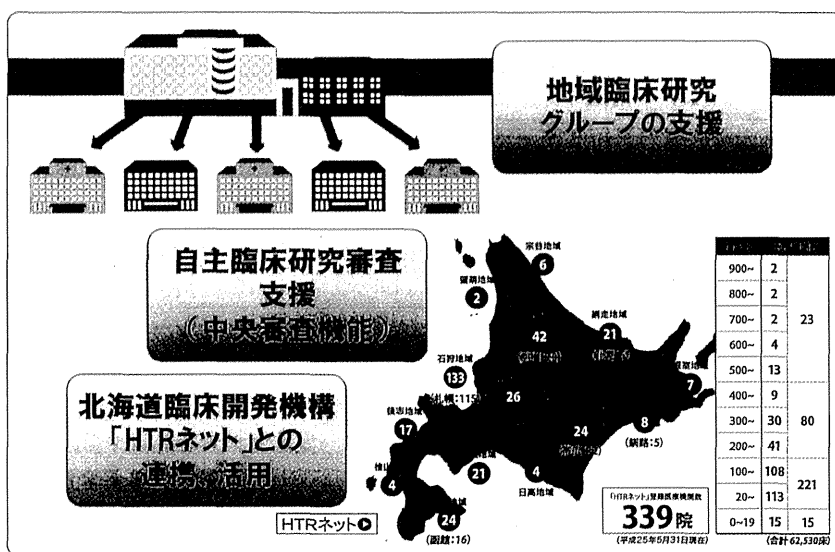 地域臨床研究
グループの支援
自主臨床研究審査
支援
(中央審査機能)
北海道臨床開発機構
「HTRネット」との
連携、活用
HTRネット
宗谷地域
6
留萌地域
2
42
網走地域
21
石狩地域
133
(札幌:115)
26
7
後志地域
17
24
8
(釧路:5)
4
21
4
日高地域
24
(函館:16)
「HTRネット」登録医療機関数
339院
(平成25年5月31日現在)
900~ 2
800~ 2
700~ 2 23
600~ 4
500~ 13
400~ 9
300~ 30 80
200~ 41
100~ 108
221
20~ 113
0~19 15 15
(合計 62,530床)